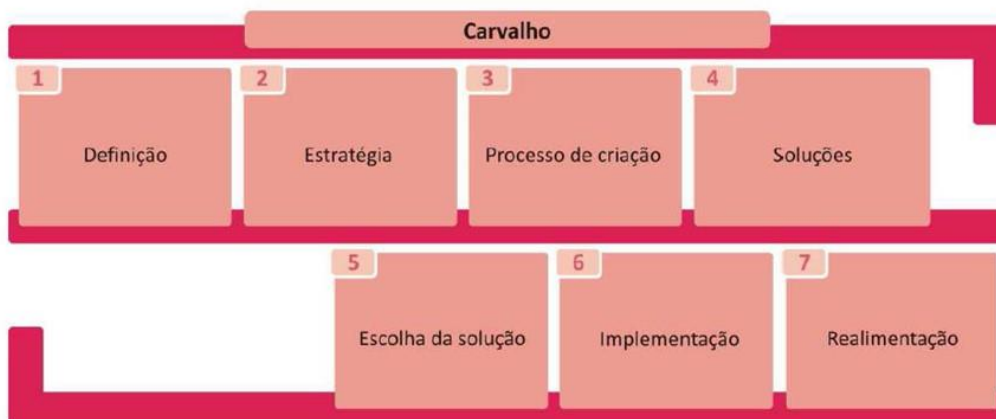 Carvalho
1
2
3
4
Definição
Estratégia
Processo de criação
Soluções
5
6
7
Escolha da solução
Implementação
Realimentação